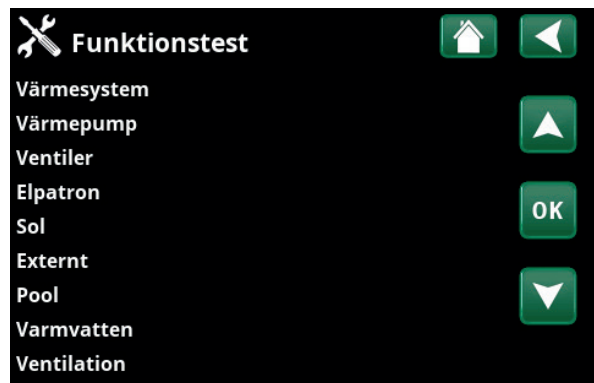 Funktionstest
Värmesystem
Värmepump
Ventiler
Elpatron
Sol
OK
Externt
Pool
Varmvatten
Ventilation